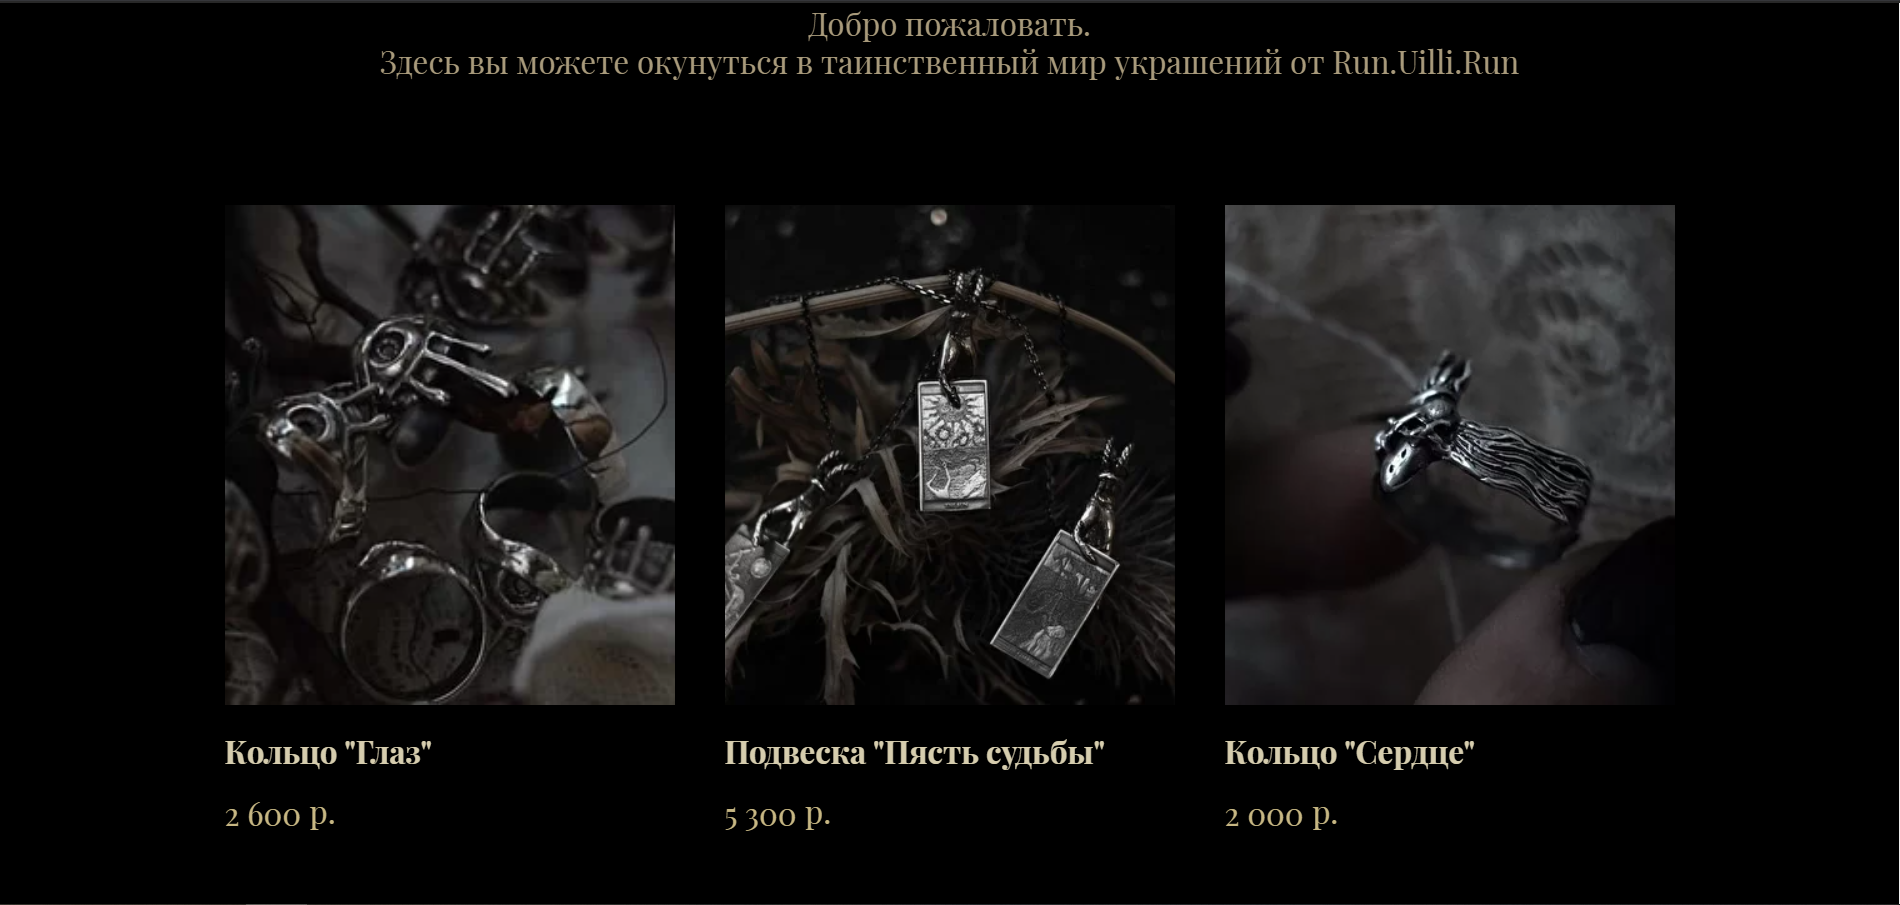 Добро пожаловать.
Здесь вы можете окунуться в таинственный мир украшений от Run.Uilli.Run
Кольцо "Глаз"
Подвеска "Пясть судьбы"
Кольцо "Сердце"
2 600 р.
5 300 р.
2 000 р.